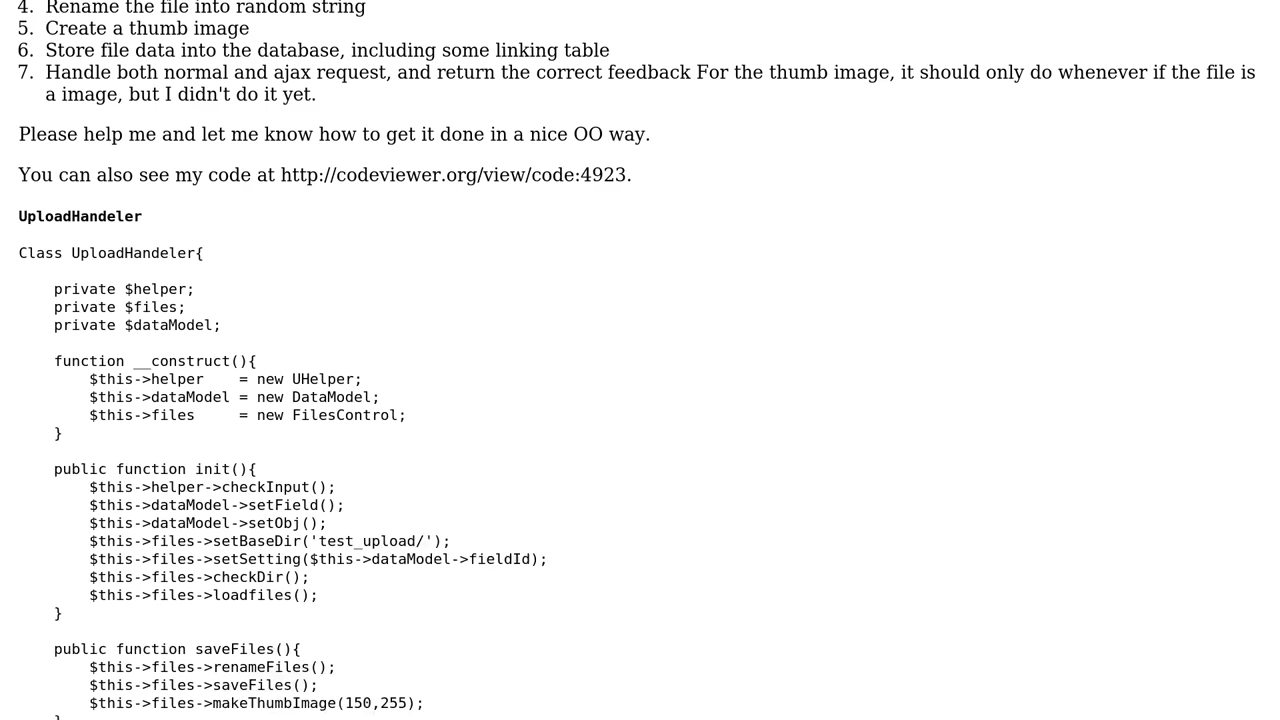 4. Rename the file into random string
5. Create a thumb image
6. Store file data into the database, including some linking table
7. Handle both normal and ajax request, and return the correct feedback For the thumb image, it should only do whenever if the file is
a image, but I didn't do it yet.
Please help me and let me know how to get it done in a nice OO way.
You can also see my code at http://codeviewer.org/view/code:4923.
UploadHandeler
Class UploadHandeler{
    private $helper;
    private $files;
    private $dataModel;
    function __construct(){
        $this->helper    = new UHelper;
        $this->dataModel = new DataModel;
        $this->files     = new FilesControl;
    }
    public function init(){
        $this->helper->checkInput();
        $this->dataModel->setField();
        $this->dataModel->setObj();
        $this->files->setBaseDir('test_upload/');
        $this->files->setSetting($this->dataModel->fieldId);
        $this->files->checkDir();
        $this->files->loadfiles();
    }
    public function saveFiles(){
        $this->files->renameFiles();
        $this->files->saveFiles();
        $this->files->makeThumbImage(150,255);
    }